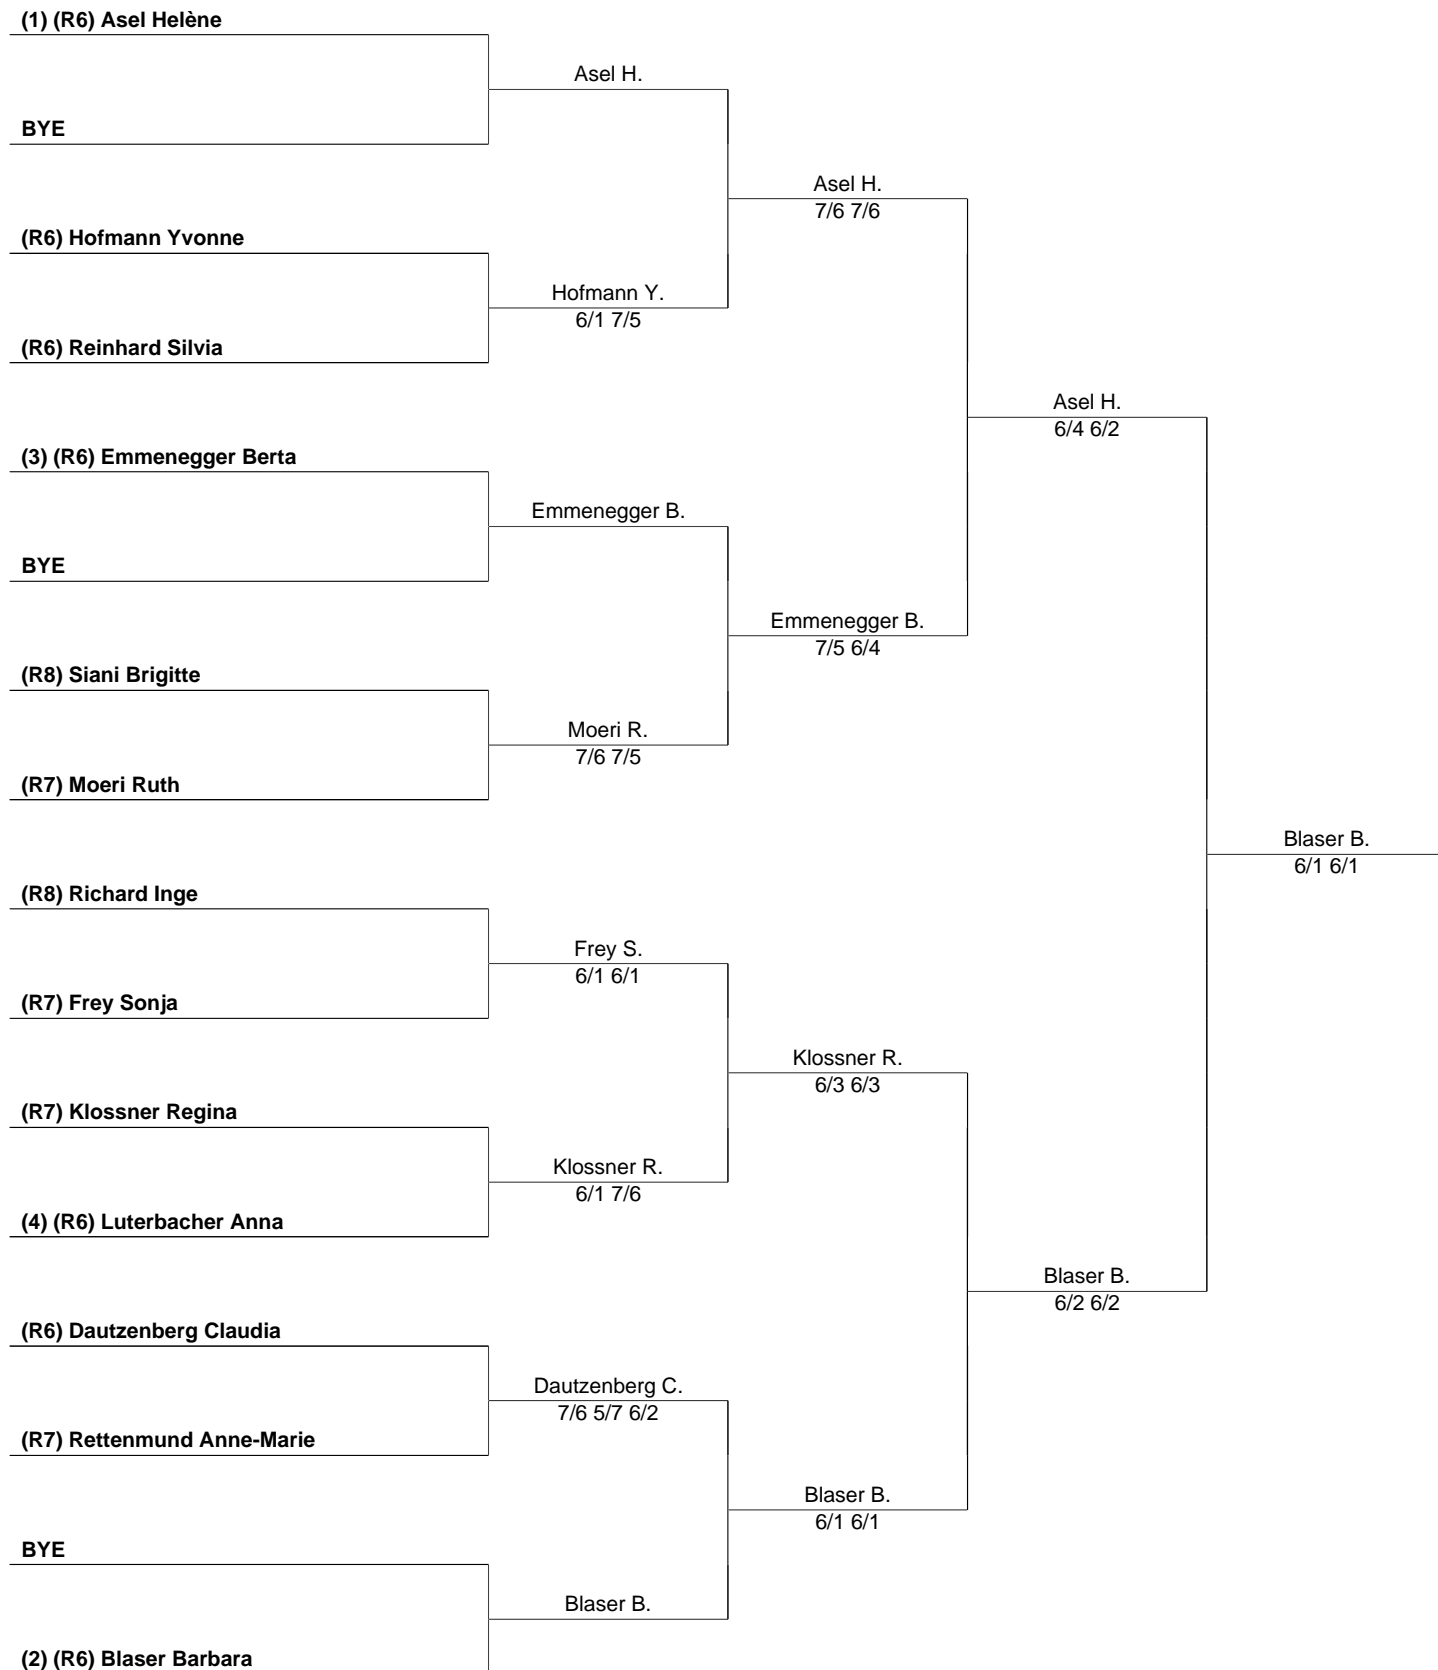 (1) (R6) Asel Helène
Asel H.
BYE
Asel H.
7/6 7/6
(R6) Hofmann Yvonne
Hofmann Y.
6/1 7/5
(R6) Reinhard Silvia
Asel H.
6/4 6/2
(3) (R6) Emmenegger Berta
Emmenegger B.
BYE
Emmenegger B.
7/5 6/4
(R8) Siani Brigitte
Moeri R.
7/6 7/5
(R7) Moeri Ruth
Blaser B.
6/1 6/1
(R8) Richard Inge
Frey S.
6/1 6/1
(R7) Frey Sonja
Klossner R.
6/3 6/3
(R7) Klossner Regina
Klossner R.
6/1 7/6
(4) (R6) Luterbacher Anna
Blaser B.
6/2 6/2
(R6) Dautzenberg Claudia
Dautzenberg C.
7/6 5/7 6/2
(R7) Rettenmund Anne-Marie
Blaser B.
6/1 6/1
BYE
Blaser B.
(2) (R6) Blaser Barbara